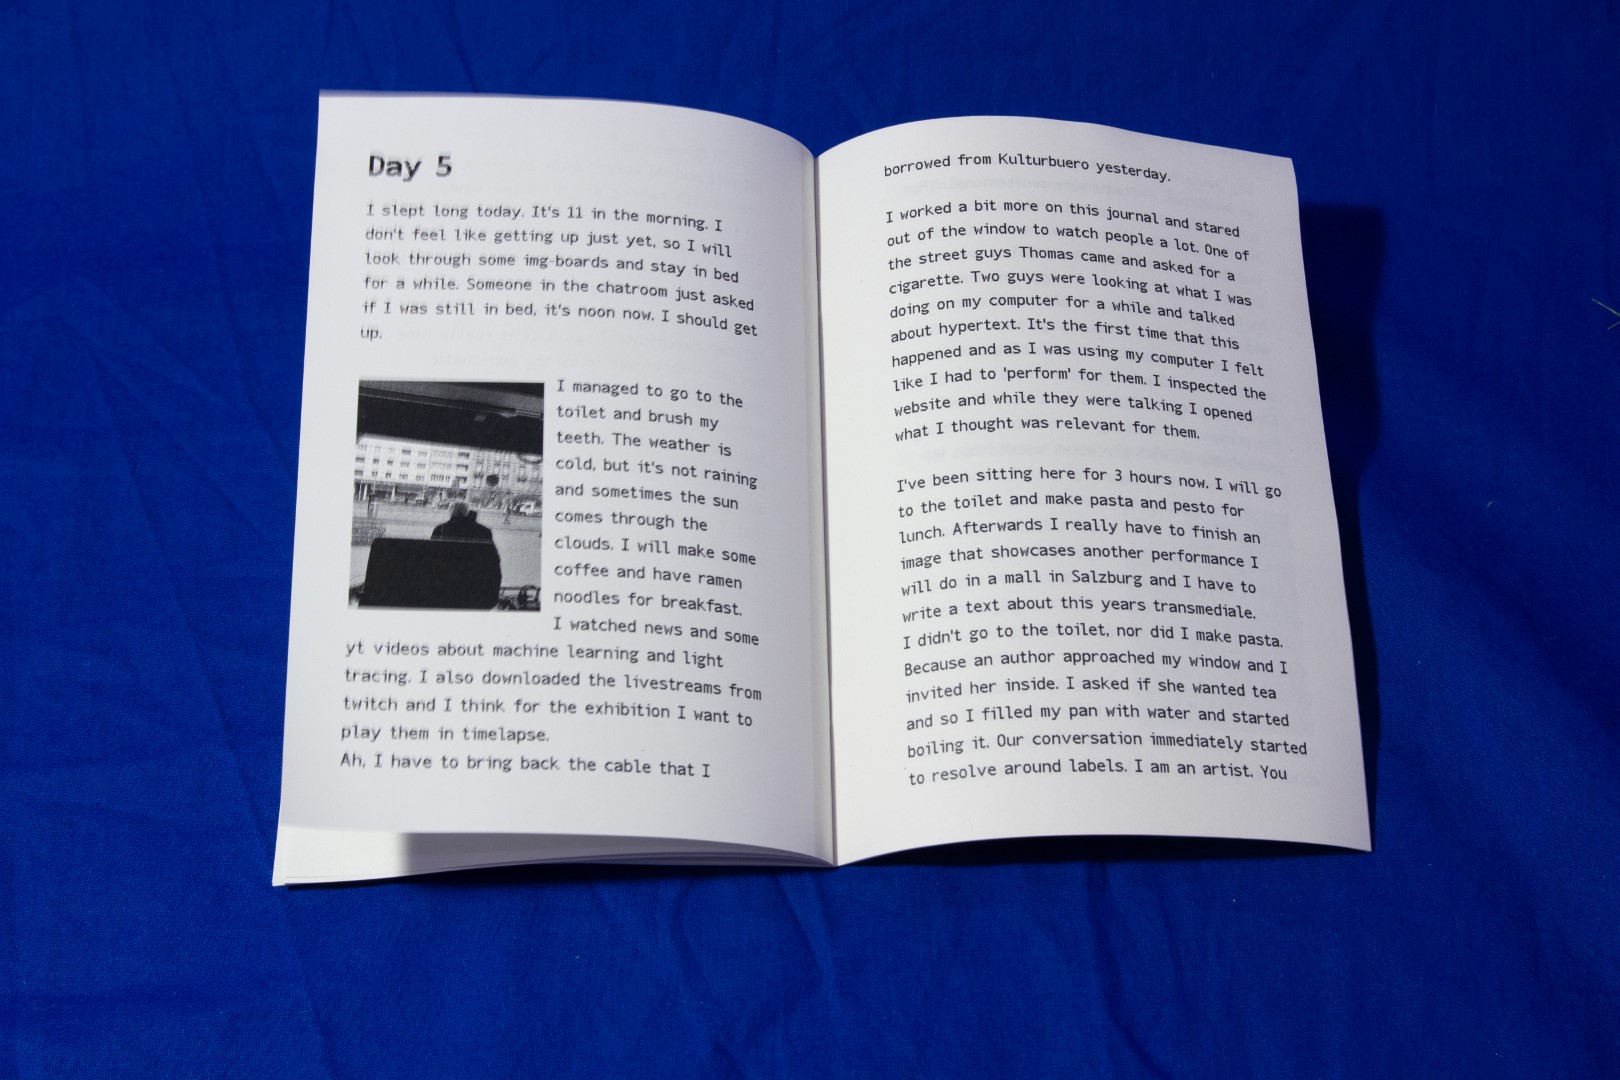 Day 5
I slept long today. It's 11 in the morning. I
don't feel like getting up just yet, so I will
look through some img-boards and stay in bed
for a while. Someone in the chatroom just asked
if I was still in bed, it's noon now. I should get
up.
I managed to go to the
toilet and brush my
teeth. The weather is
cold, but it's not raining
and sometimes the sun
comes through the
clouds. I will make some
coffee and have ramen
noodles for breakfast.
I watched news and some
yt videos about machine learning and light
tracing. I also downloaded the livestreams from
twitch and I think for the exhibition I want to
play them in timelapse.
Ah, I have to bring back the cable that I
borrowed from Kulturbuero yesterday.
I worked a bit more on this journal and stared
out of the window to watch people a lot. One of
the street guys Thomas came and asked for a
cigarette. Two guys were looking at what I was
doing on my computer for a while and talked
about hypertext. It's the first time that this
happened and as I was using my computer I felt
like I had to 'perform' for them. I inspected the
website and while they were talking I opened
what I thought was relevant for them.
I've been sitting here for 3 hours now. I will go
to the toilet and make pasta and pesto for
lunch. Afterwards I really have to finish an
image that showcases another performance I
will do in a mall in Salzburg and I have to
write a text about this years transmediale.
I didn't go to the toilet, nor did I make pasta.
Because an author approached my window and I
invited her inside. I asked if she wanted tea
and so I filled my pan with water and started
boiling it. Our conversation immediately started
to resolve around labels. I am an artist. You